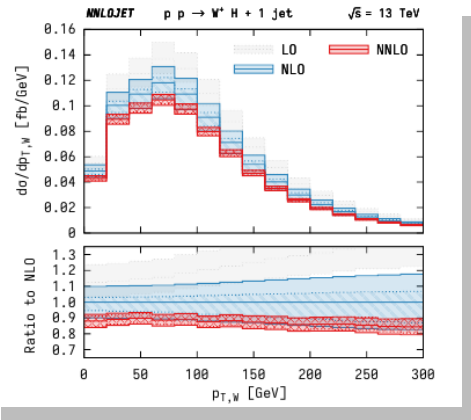 NNLOJET p p → W⁺ H + 1 jet √s = 13 TeV
0.16
0.14
0.12
0.1
0.08
0.06
0.04
0.02
0
dσ/dp_T,W [fb/GeV]
LO
NLO
NNLO
1.3
1.2
1.1
1.0
0.9
0.8
0.7
Ratio to NLO
0 50 100 150 200 250 300
p_T,W [GeV]